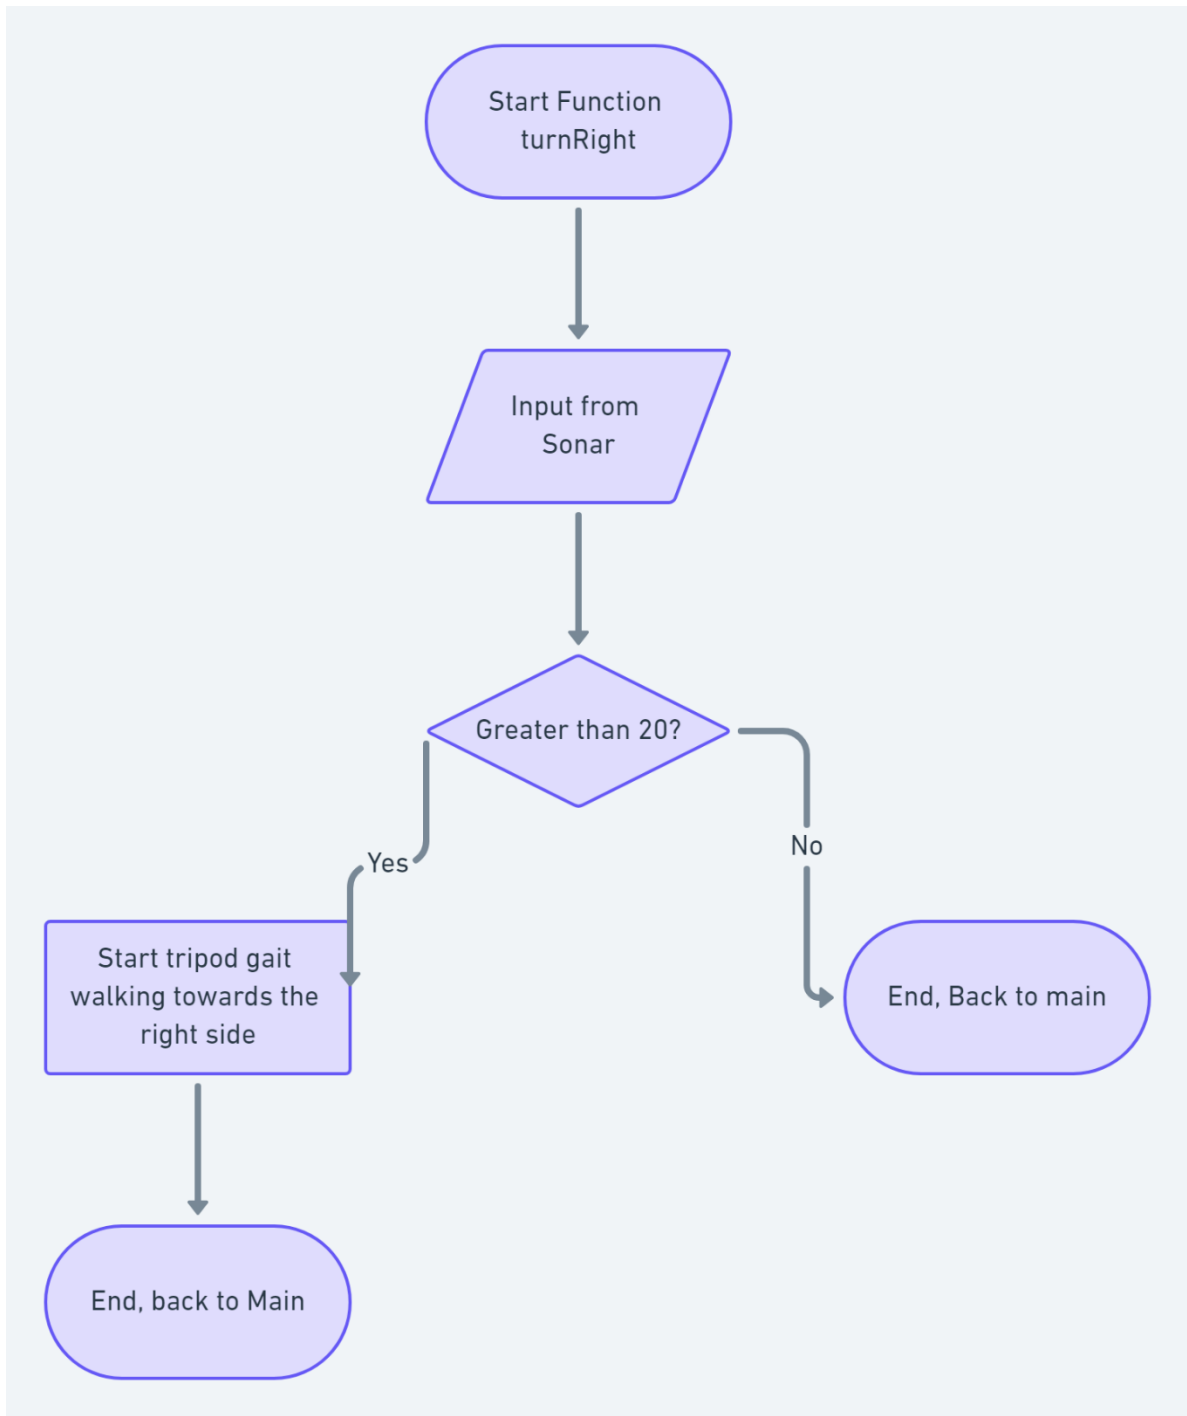 Start Function
turnRight
Input from
Sonar
Greater than 20?
Yes
No
Start tripod gait
walking towards the
right side
End, Back to main
End, back to Main